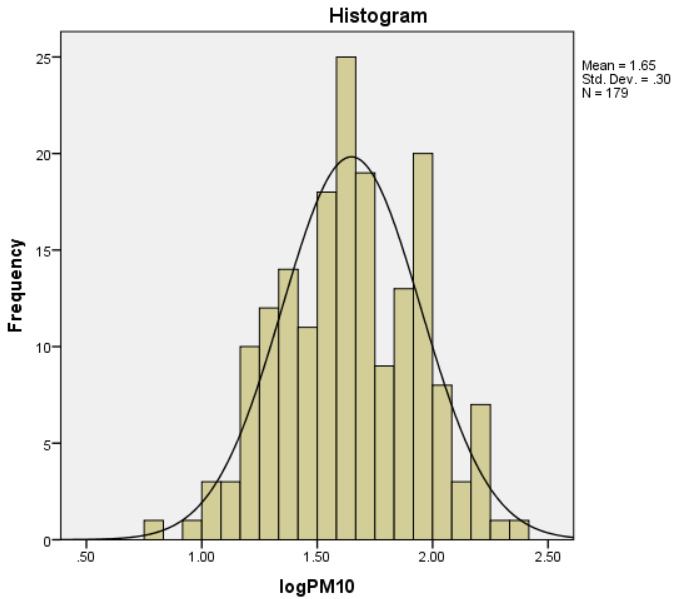 Histogram
Mean = 1.65
Std. Dev. = .30
N = 179
Frequency
25
20
15
10
5
0
.50 1.00 1.50 2.00 2.50
logPM10